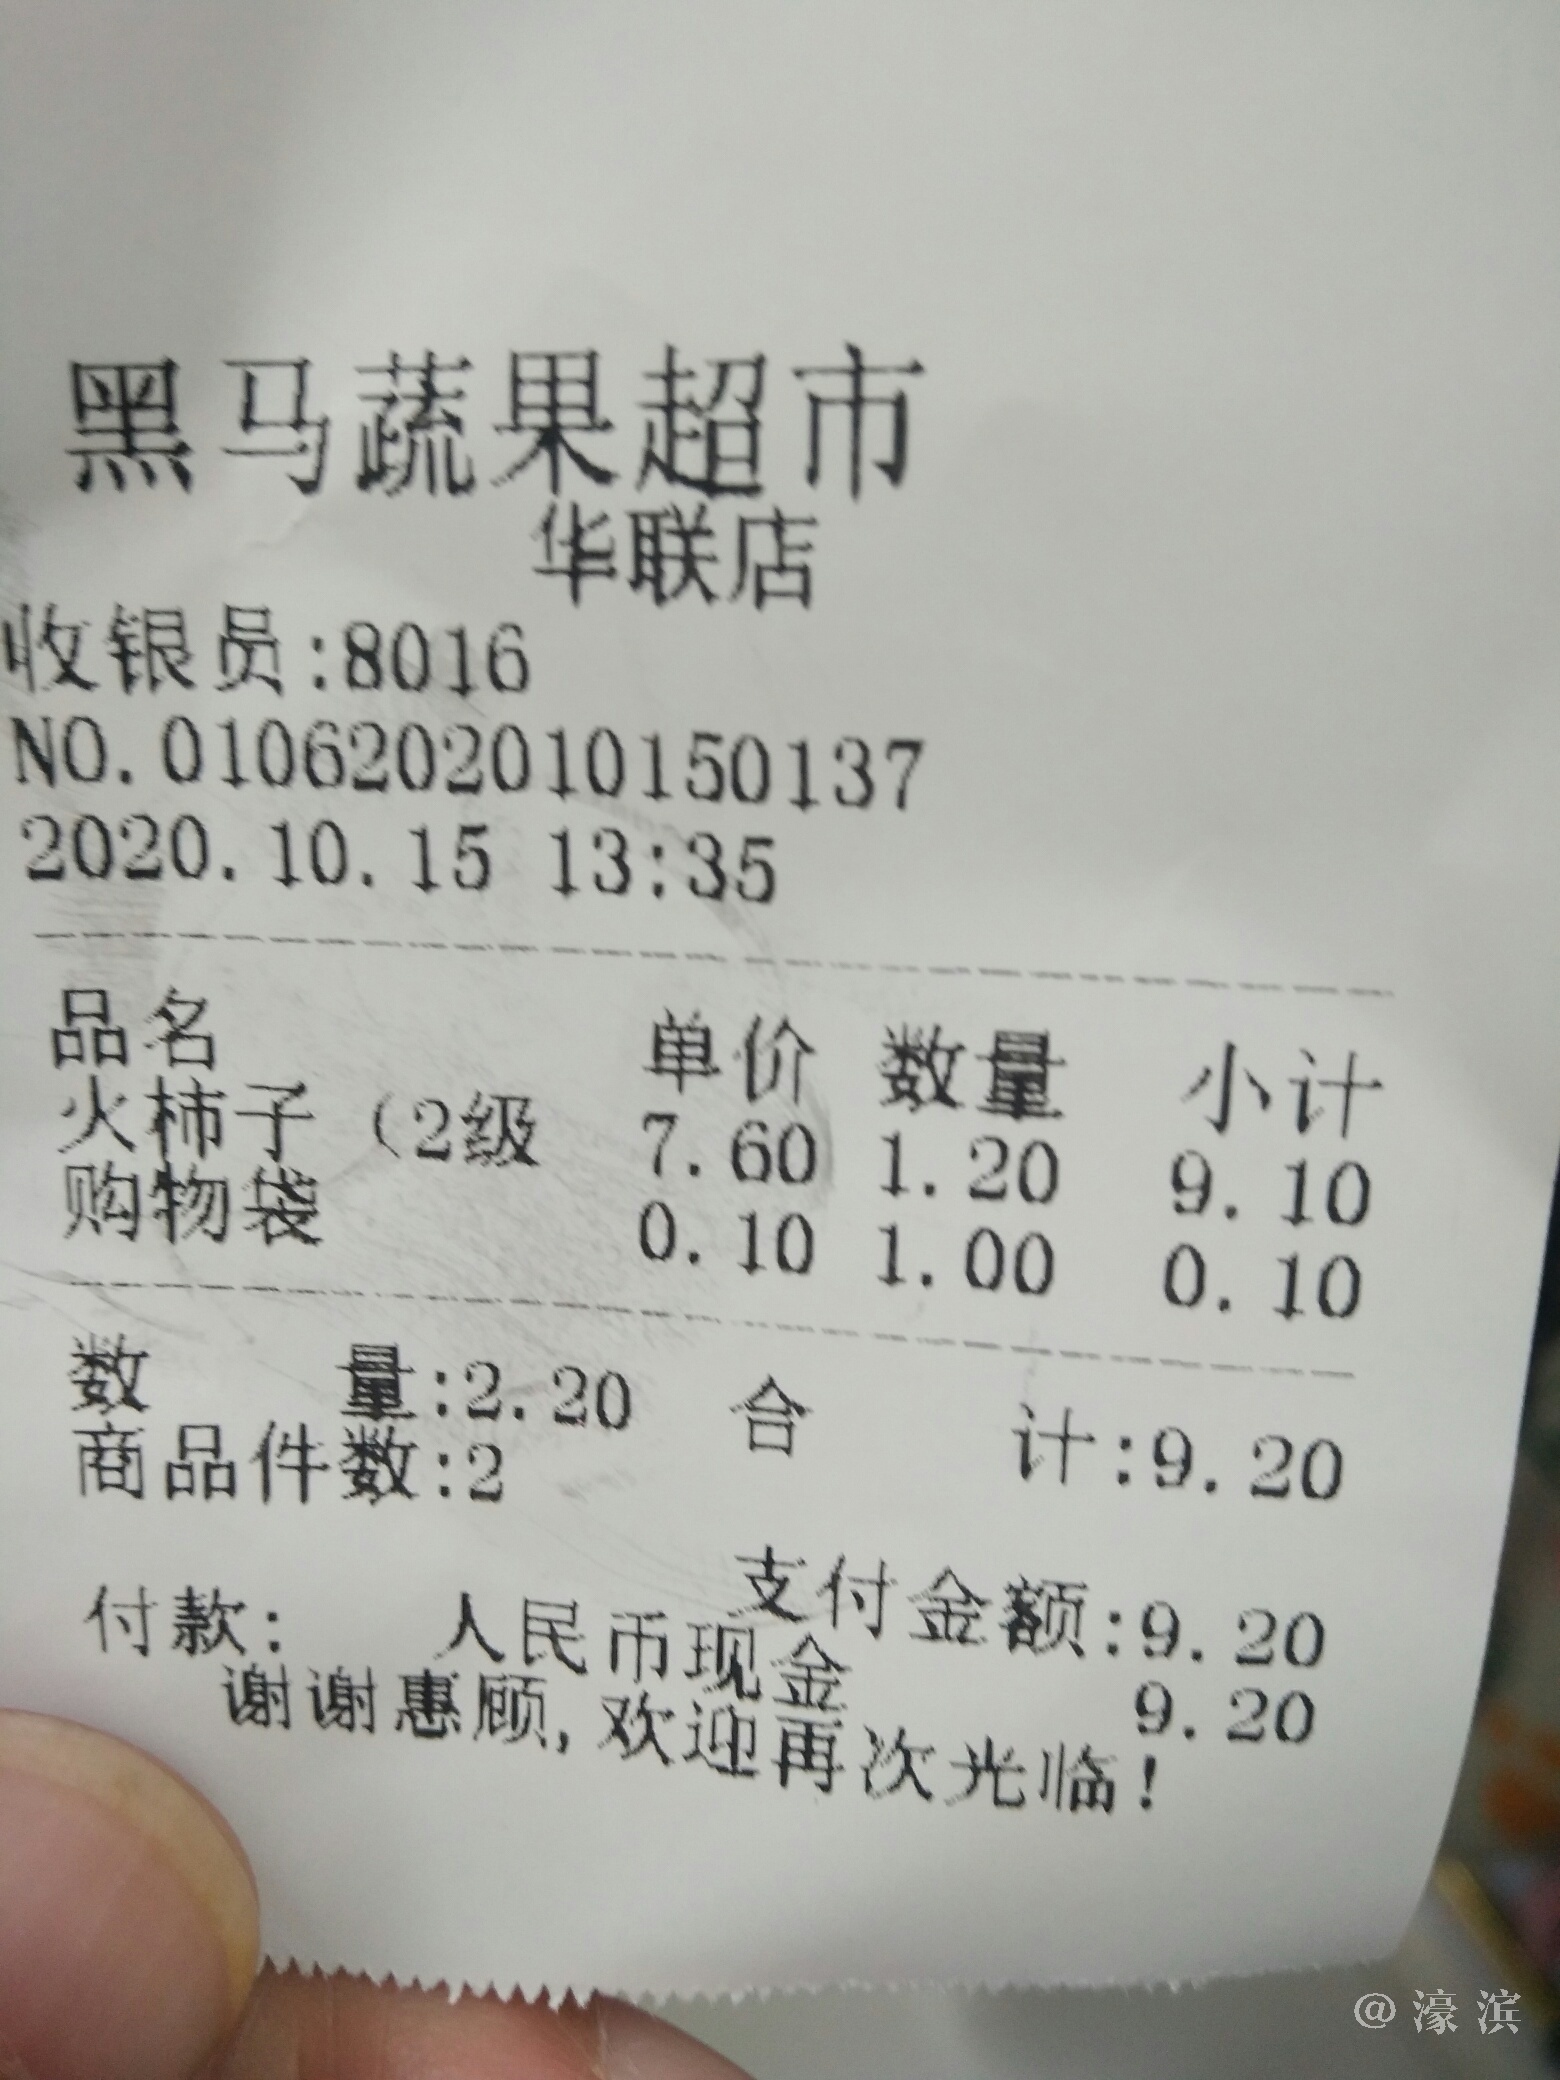 黑马蔬果超市
华联店
收银员:8016
NO.0106202010150137
2020.10.15 13:35
品名 单价 数量 小计
火柿子（2级 7.60 1.20 9.10
购物袋 0.10 1.00 0.10
数 量:2.20 合 计:9.20
商品件数:2
支付金额:9.20
付款: 人民币现金 9.20
谢谢惠顾,欢迎再次光临!
@濠滨